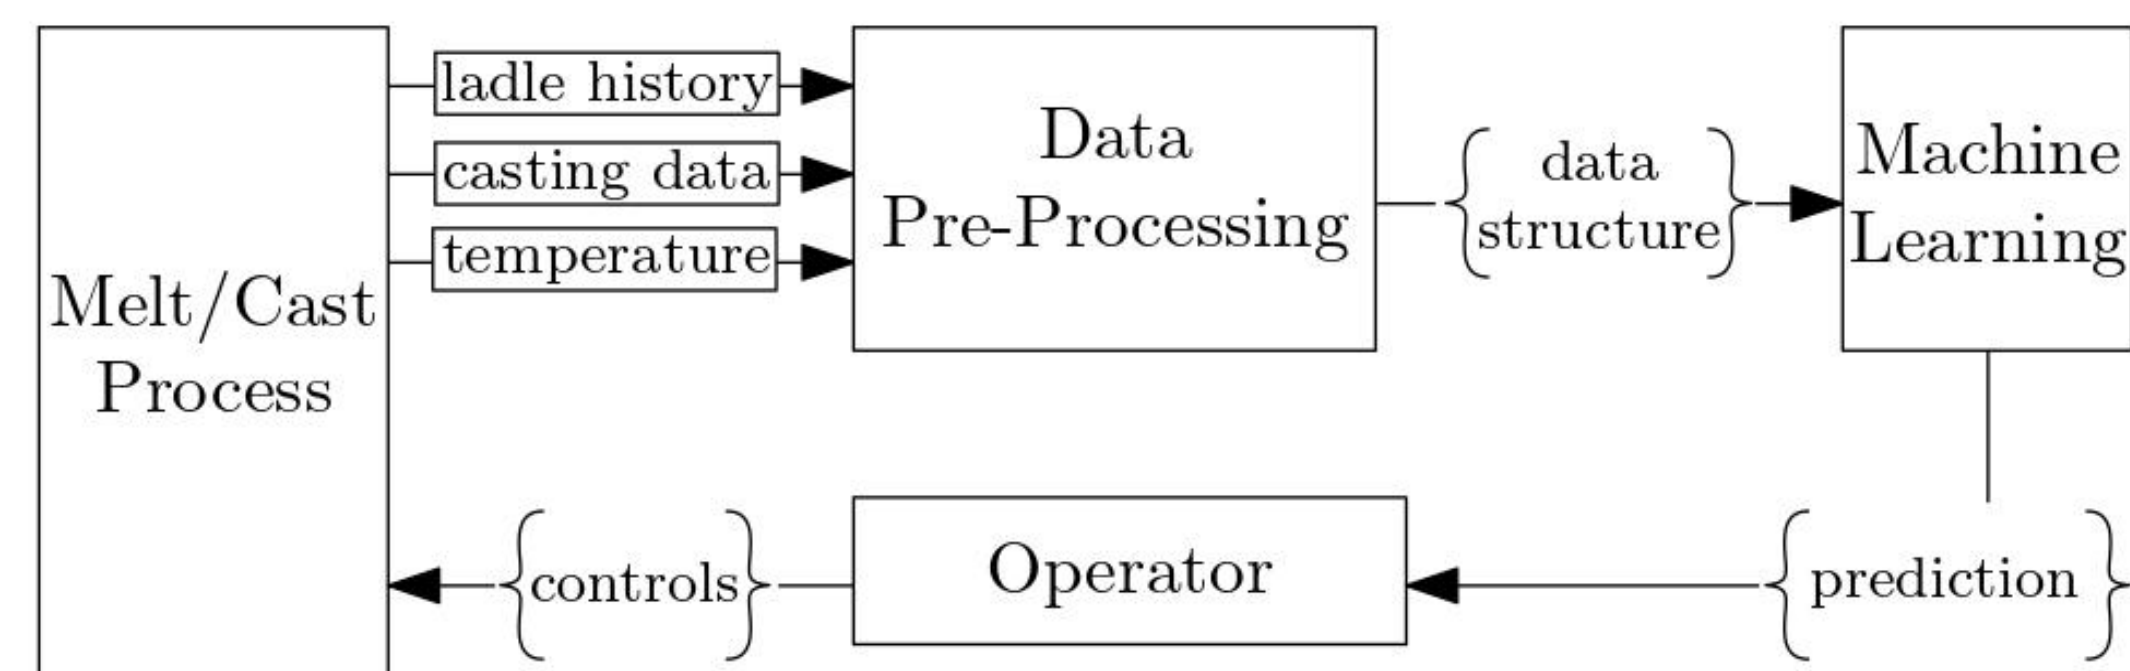 ladle history
casting data
temperature
Melt/Cast
Process
Data
Pre-Processing
data
structure
Machine
Learning
controls
Operator
prediction